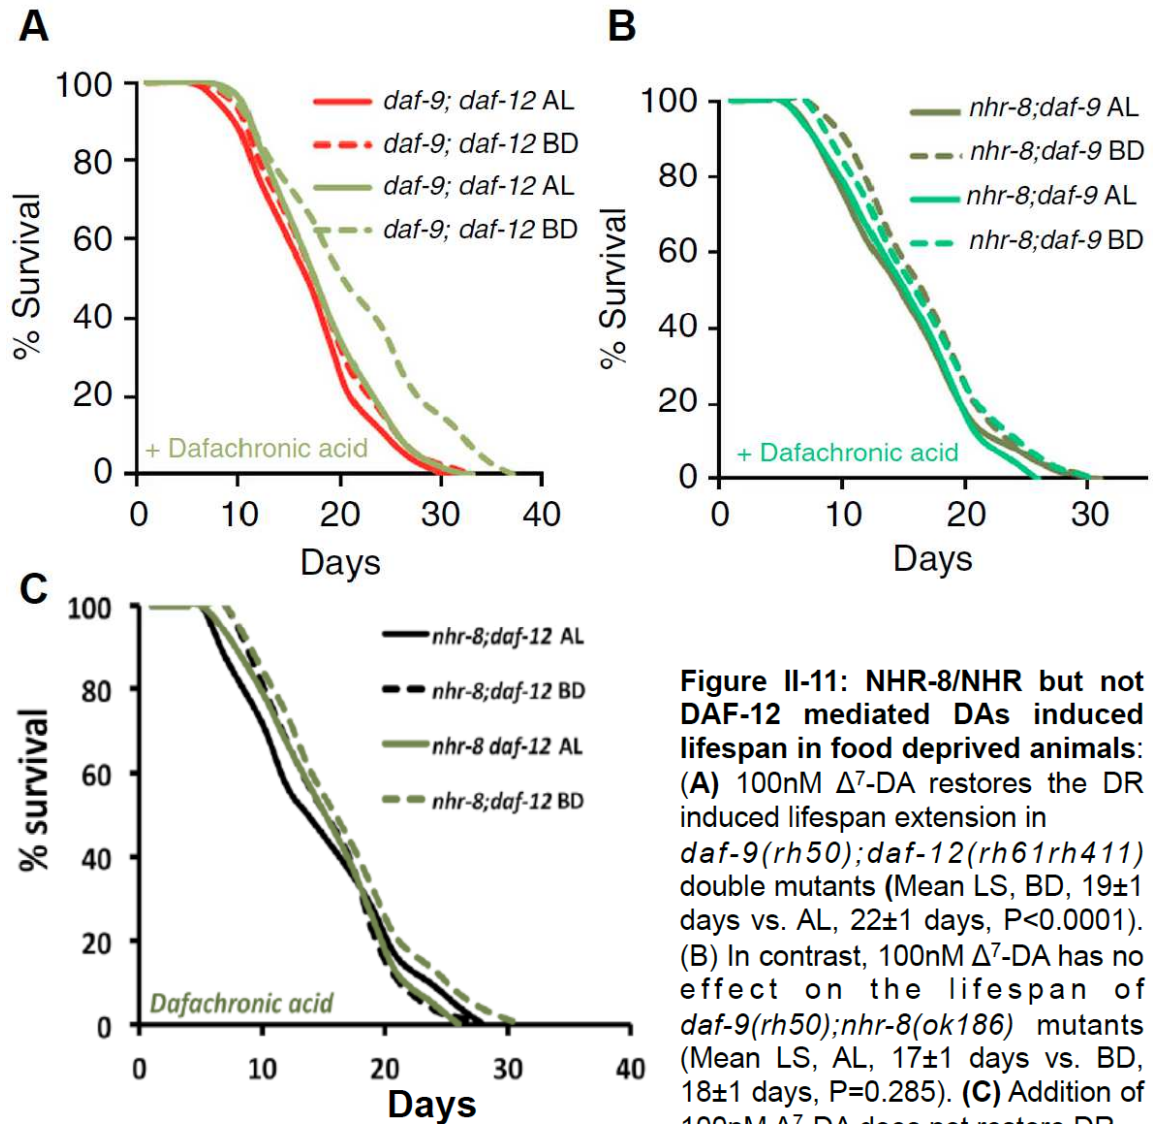 A
100
80
60
40
20
0
0 10 20 30 40
% Survival
Days
daf-9; daf-12 AL
daf-9; daf-12 BD
daf-9; daf-12 AL
daf-9; daf-12 BD
+ Dafachronic acid
B
100
80
60
40
20
0
0 10 20 30
% Survival
Days
nhr-8;daf-9 AL
nhr-8;daf-9 BD
nhr-8;daf-9 AL
nhr-8;daf-9 BD
+ Dafachronic acid
C
100
80
60
40
20
0
0 10 20 30 40
% survival
Days
nhr-8;daf-12 AL
nhr-8;daf-12 BD
nhr-8 daf-12 AL
nhr-8;daf-12 BD
Dafachronic acid
Figure II-11: NHR-8/NHR but not
DAF-12 mediated DAs induced
lifespan in food deprived animals:
(A) 100nM Δ⁷-DA restores the DR
induced lifespan extension in
daf-9(rh50);daf-12(rh61rh411)
double mutants (Mean LS, BD, 19±1
days vs. AL, 22±1 days, P<0.0001).
(B) In contrast, 100nM Δ⁷-DA has no
effect on the lifespan of
daf-9(rh50);nhr-8(ok186) mutants
(Mean LS, AL, 17±1 days vs. BD,
18±1 days, P=0.285). (C) Addition of
100nM Δ⁷-DA does not restore DR